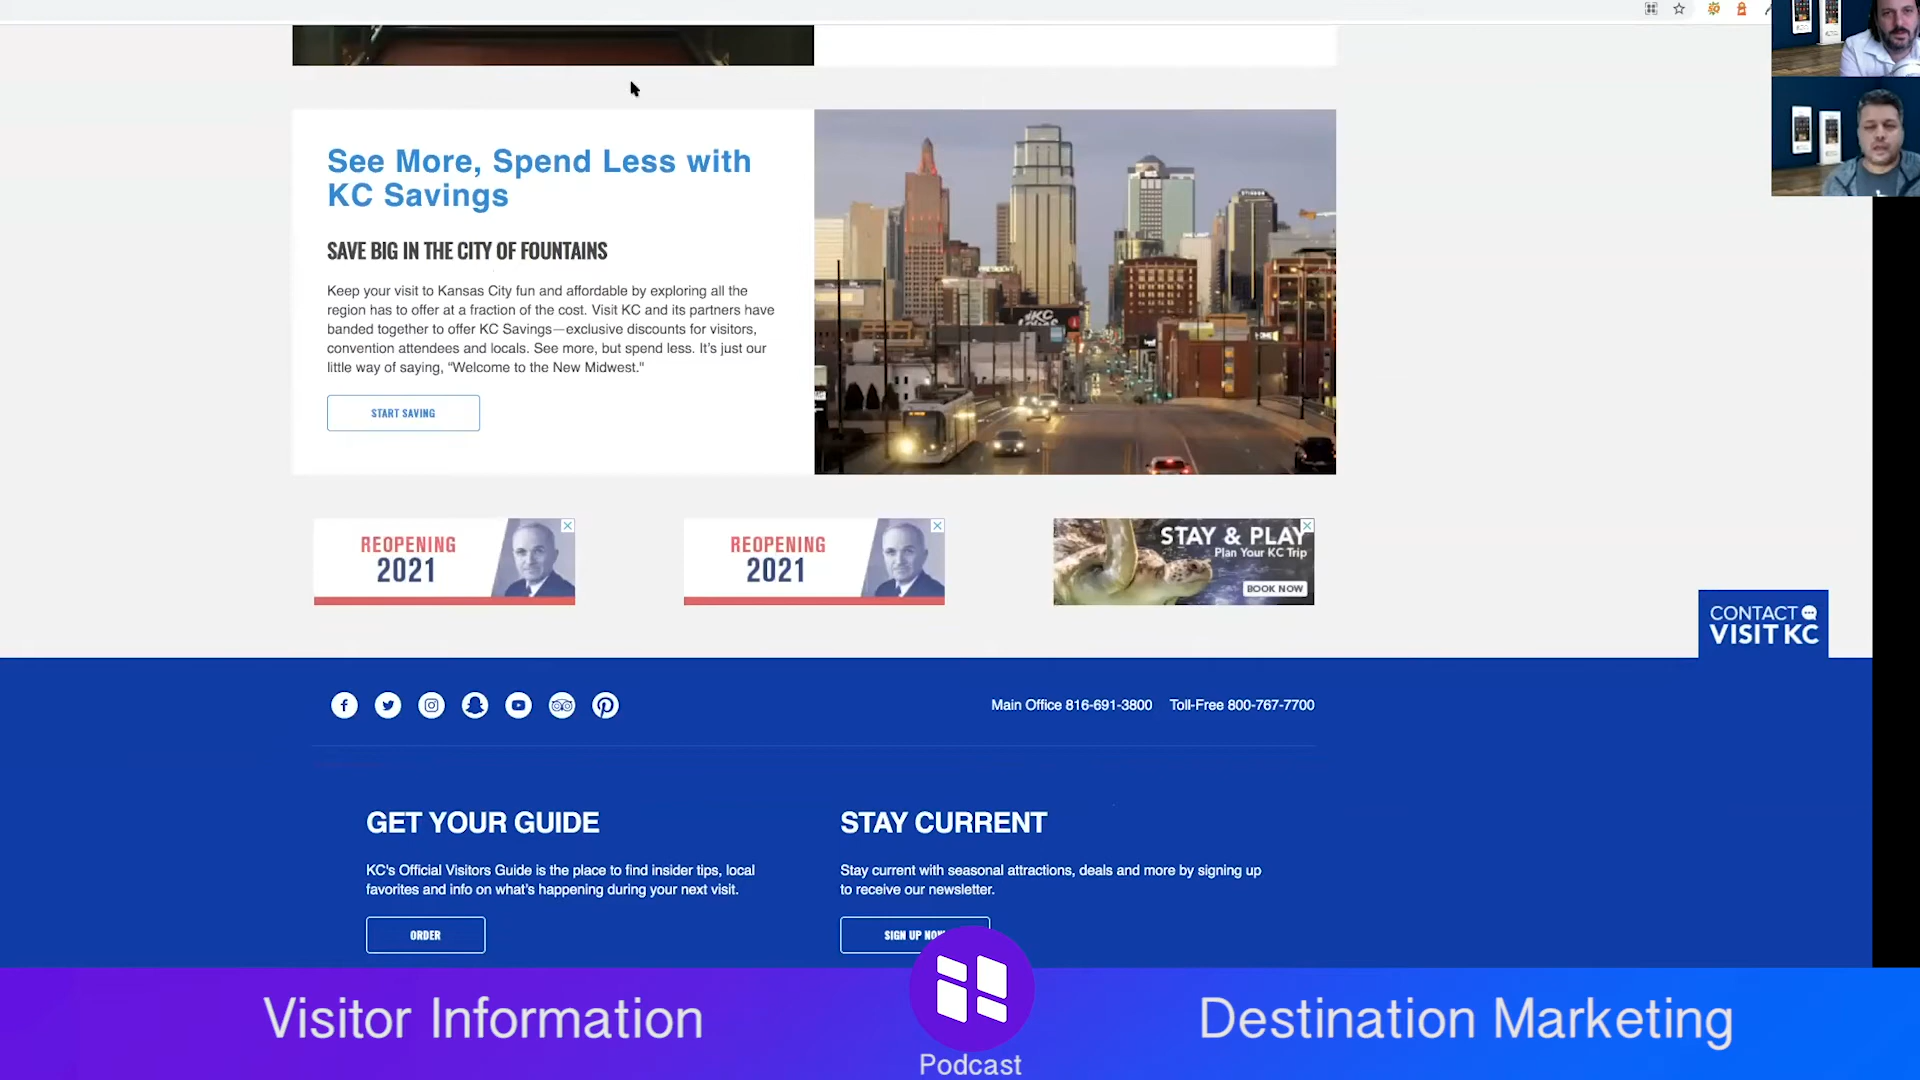 See More, Spend Less with
KC Savings
SAVE BIG IN THE CITY OF FOUNTAINS
Keep your visit to Kansas City fun and affordable by exploring all the
region has to offer at a fraction of the cost. Visit KC and its partners have
banded together to offer KC Savings—exclusive discounts for visitors,
convention attendees and locals. See more, but spend less. It's just our
little way of saying, "Welcome to the New Midwest."
START SAVING
REOPENING
2021
REOPENING
2021
STAY & PLAY
Plan Your KC Trip
BOOK NOW
CONTACT
VISIT KC
Main Office 816-691-3800 Toll-Free 800-767-7700
GET YOUR GUIDE
KC's Official Visitors Guide is the place to find insider tips, local
favorites and info on what's happening during your next visit.
ORDER
STAY CURRENT
Stay current with seasonal attractions, deals and more by signing up
to receive our newsletter.
SIGN UP NOW
Visitor Information
Podcast
Destination Marketing